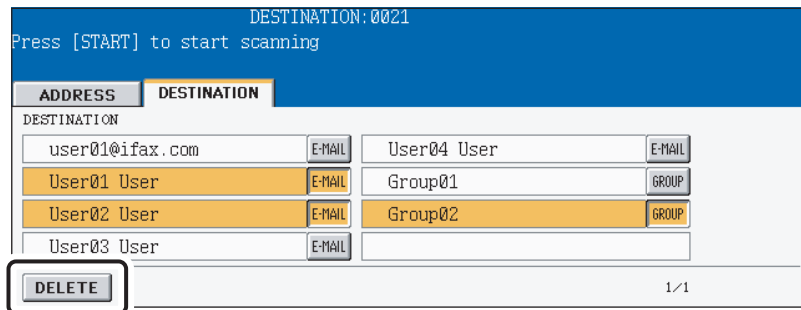 DESTINATION:0021
Press [START] to start scanning
ADDRESS DESTINATION
DESTINATION
user01@ifax.com E-MAIL User04 User E-MAIL
User01 User E-MAIL Group01 GROUP
User02 User E-MAIL Group02 GROUP
User03 User E-MAIL
DELETE 1/1